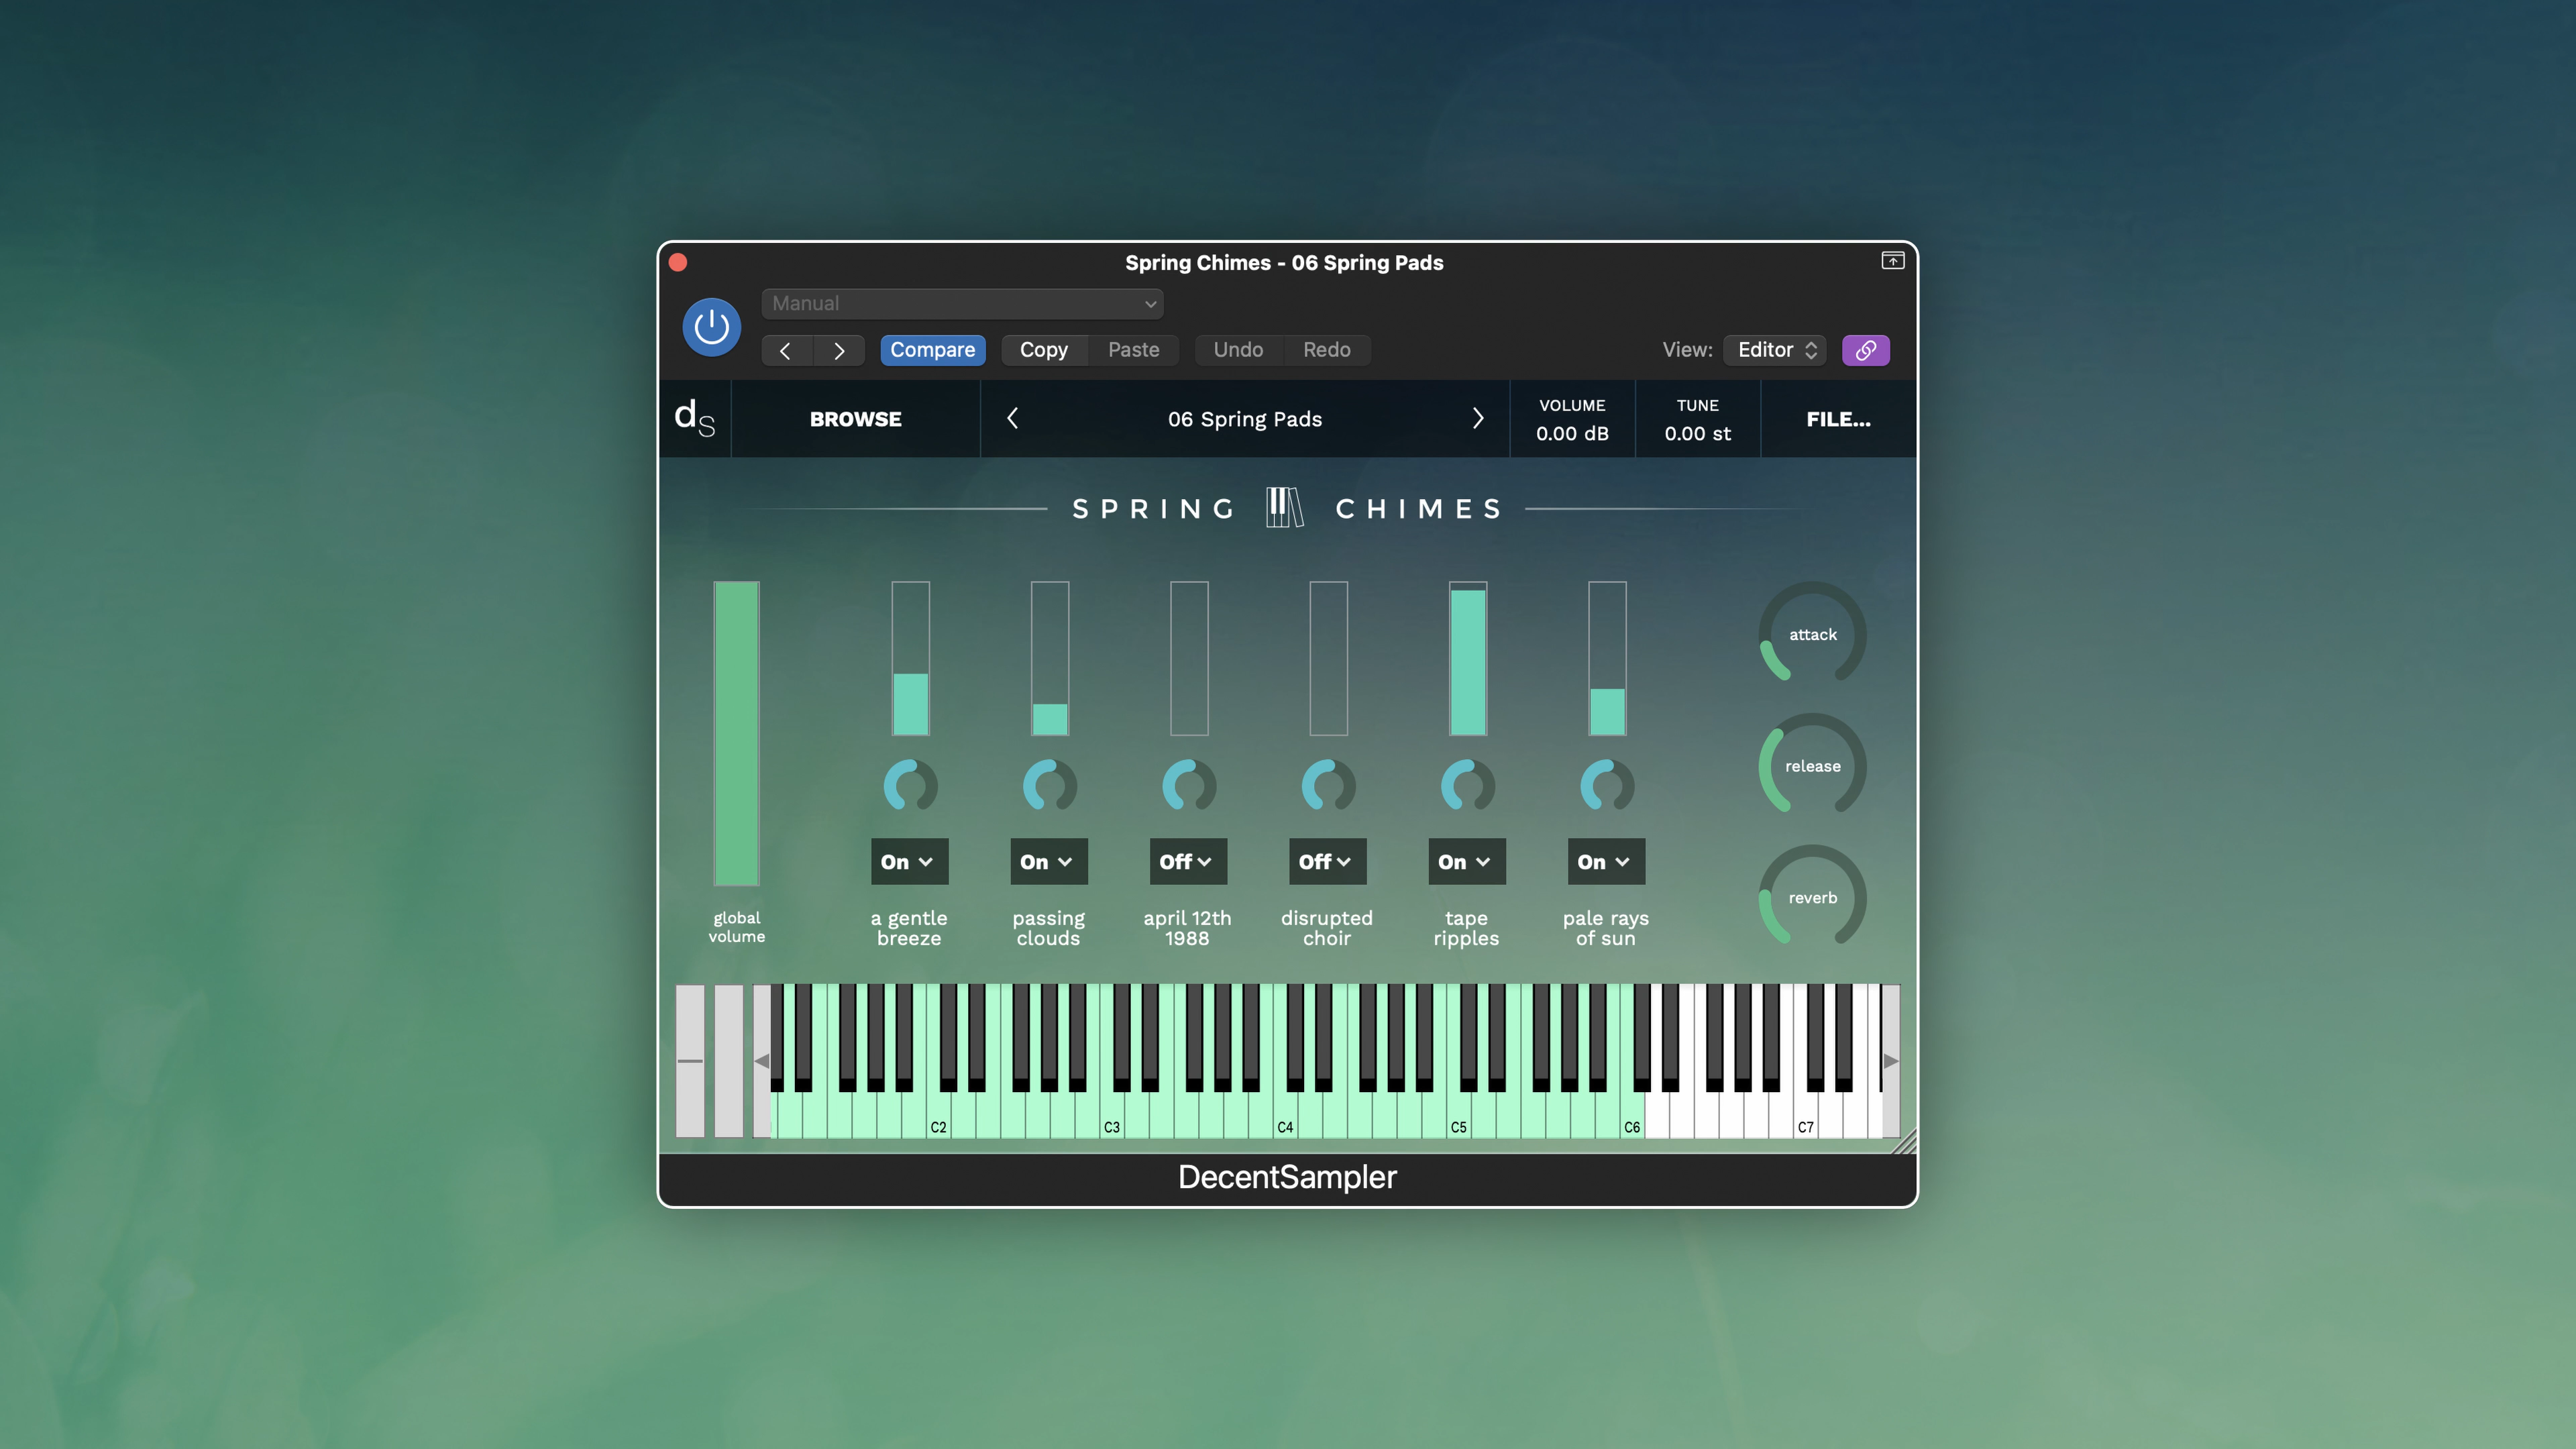 Spring Chimes - 06 Spring Pads
Manual
Compare
Copy
Paste
Undo
Redo
View:
Editor
ds
BROWSE
06 Spring Pads
VOLUME
0.00 dB
TUNE
0.00 st
FILE...
SPRING CHIMES
attack
release
reverb
On
On
Off
Off
On
On
global
volume
a gentle
breeze
passing
clouds
april 12th
1988
disrupted
choir
tape
ripples
pale rays
of sun
C2
C3
C4
C5
C6
C7
DecentSampler